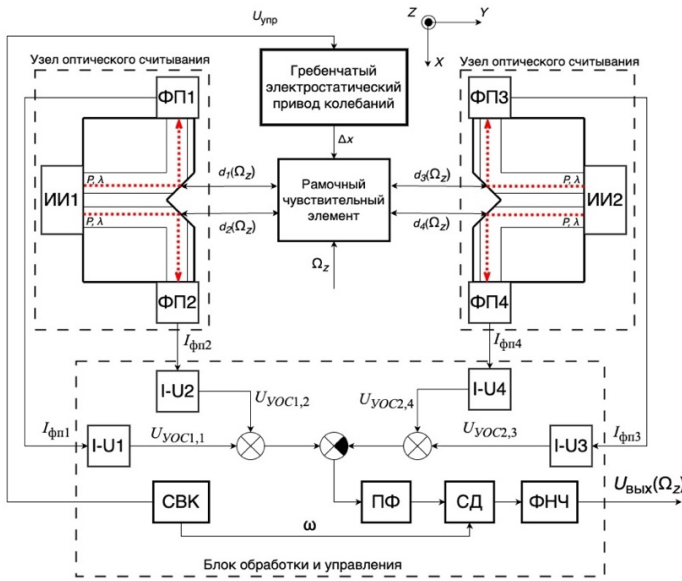 Uупр
Z
Y
X
Узел оптического считывания
Узел оптического считывания
Гребенчатый
электростатический
привод колебаний
ФП1
ФП3
Δx
P, λ
P, λ
d₁(Ωz)
d₃(Ωz)
ИИ1
Рамочный
чувствительный
элемент
ИИ2
d₂(Ωz)
d₄(Ωz)
P, λ
P, λ
Ωz
ФП2
ФП4
Iфп2
Iфп4
I-U2
I-U4
UУОС1,2
UУОС2,4
Iфп1
I-U1
UУОС1,1
UУОС2,3
I-U3
Iфп3
СВК
ПФ
СД
ФНЧ
Uвых(Ωz)
ω
Блок обработки и управления